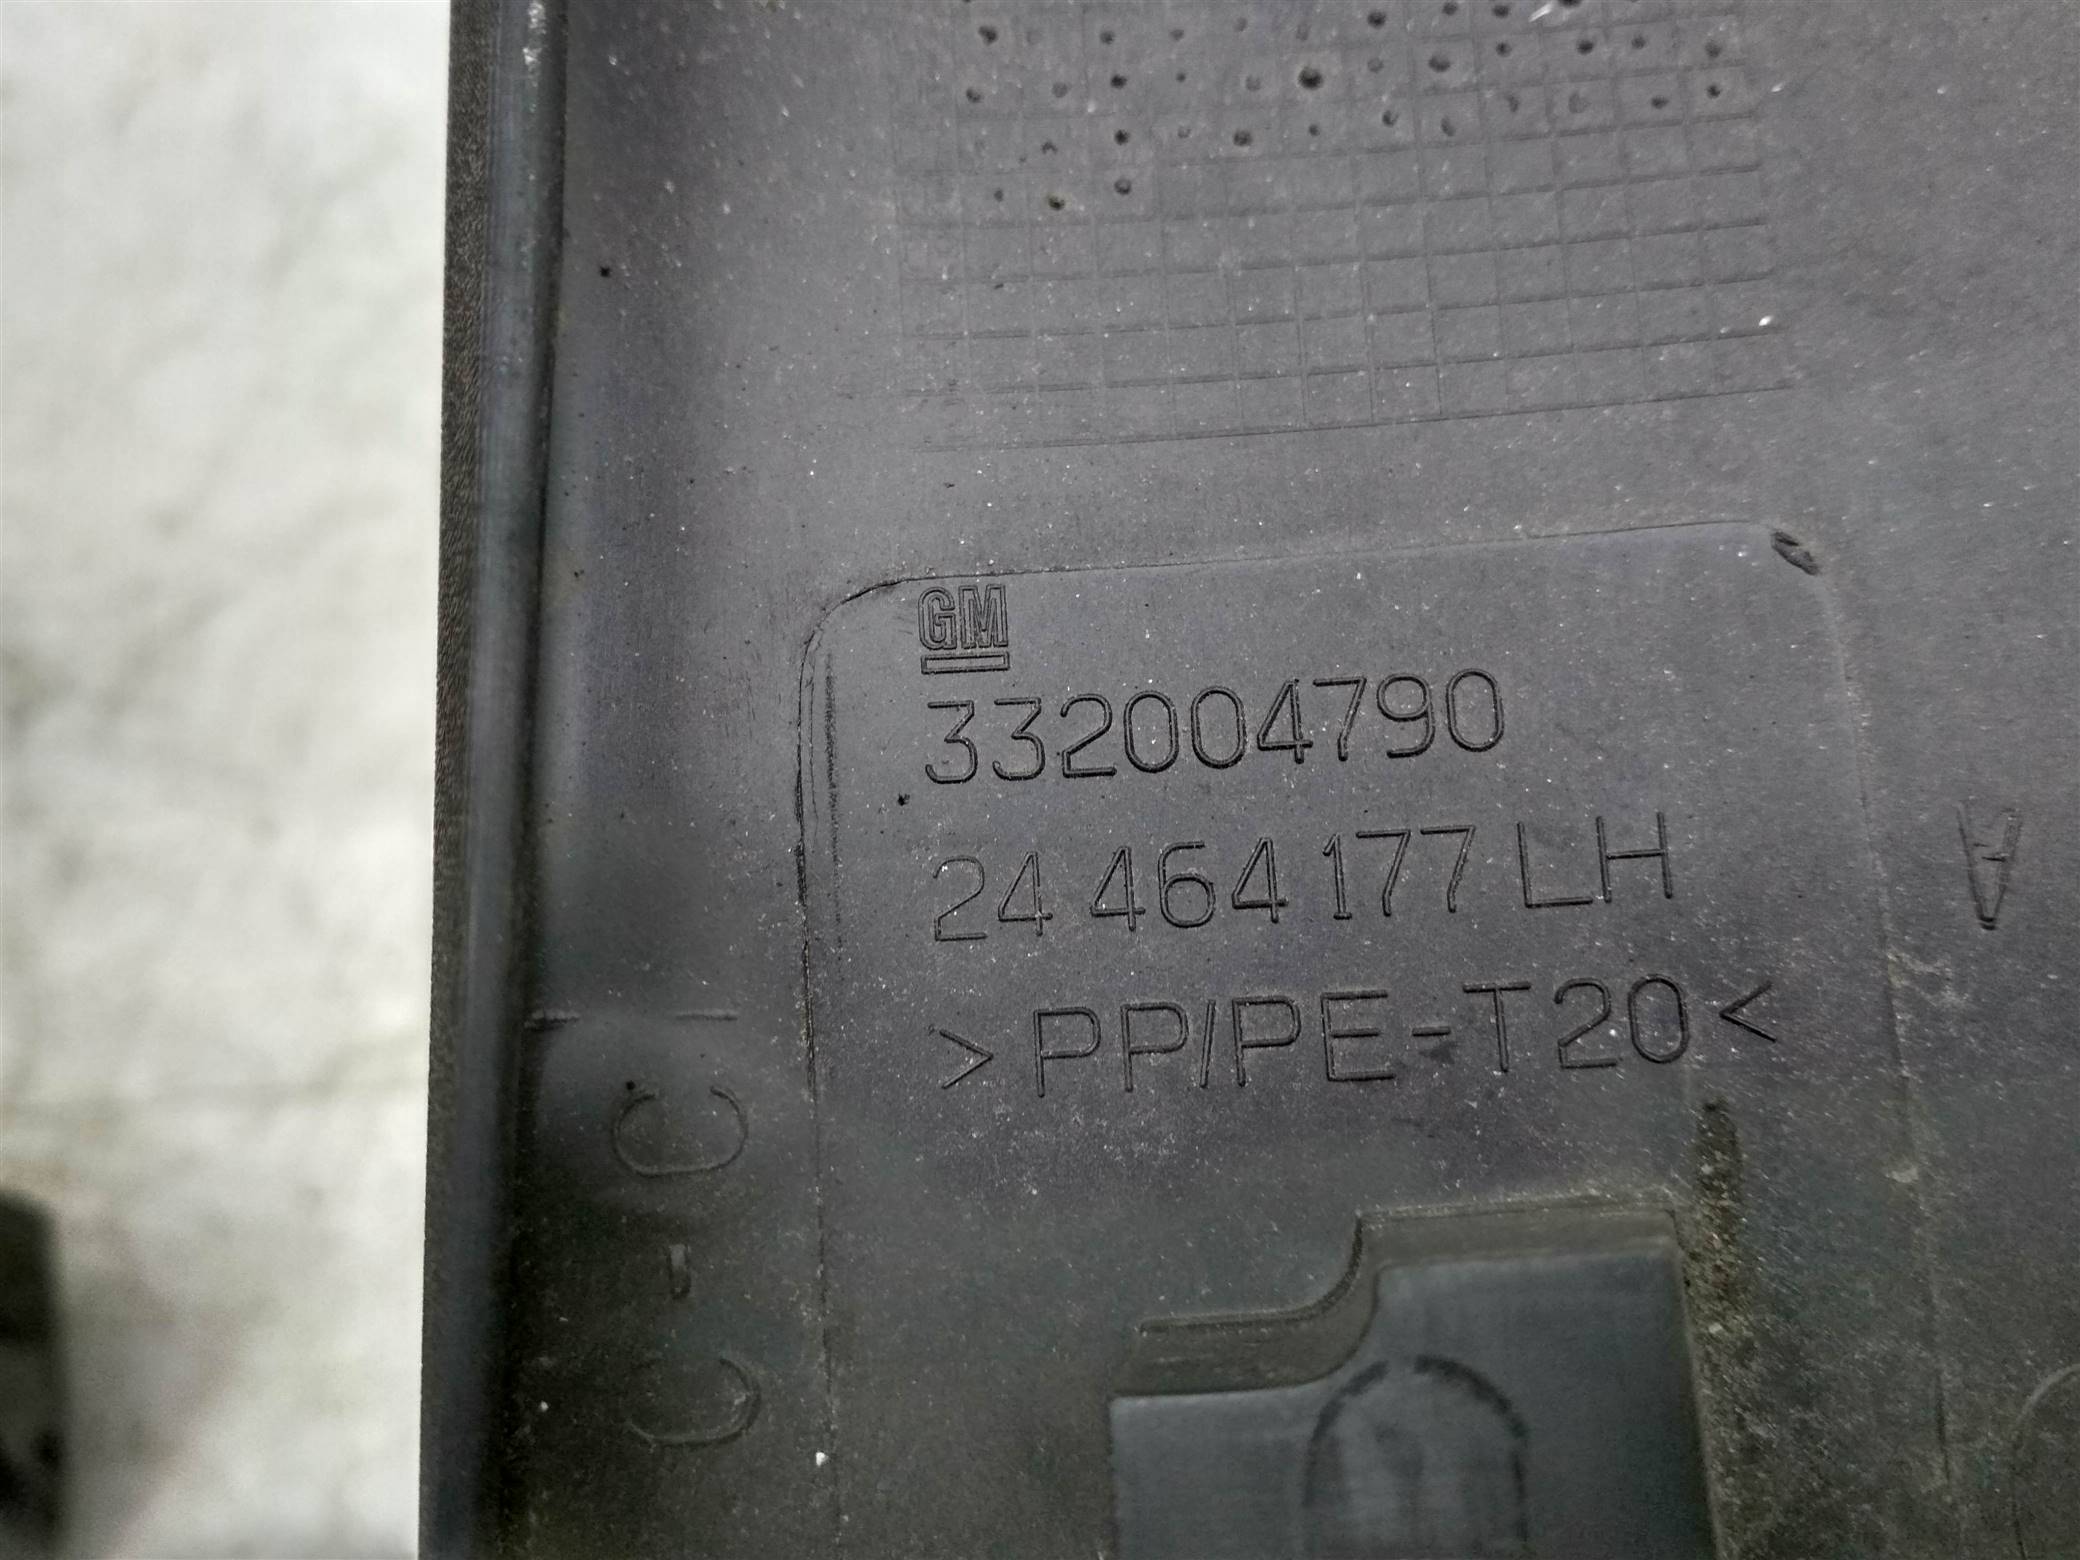 GM
332004790
24 464 177 LH
>PP/PE-T20<
A
C-C